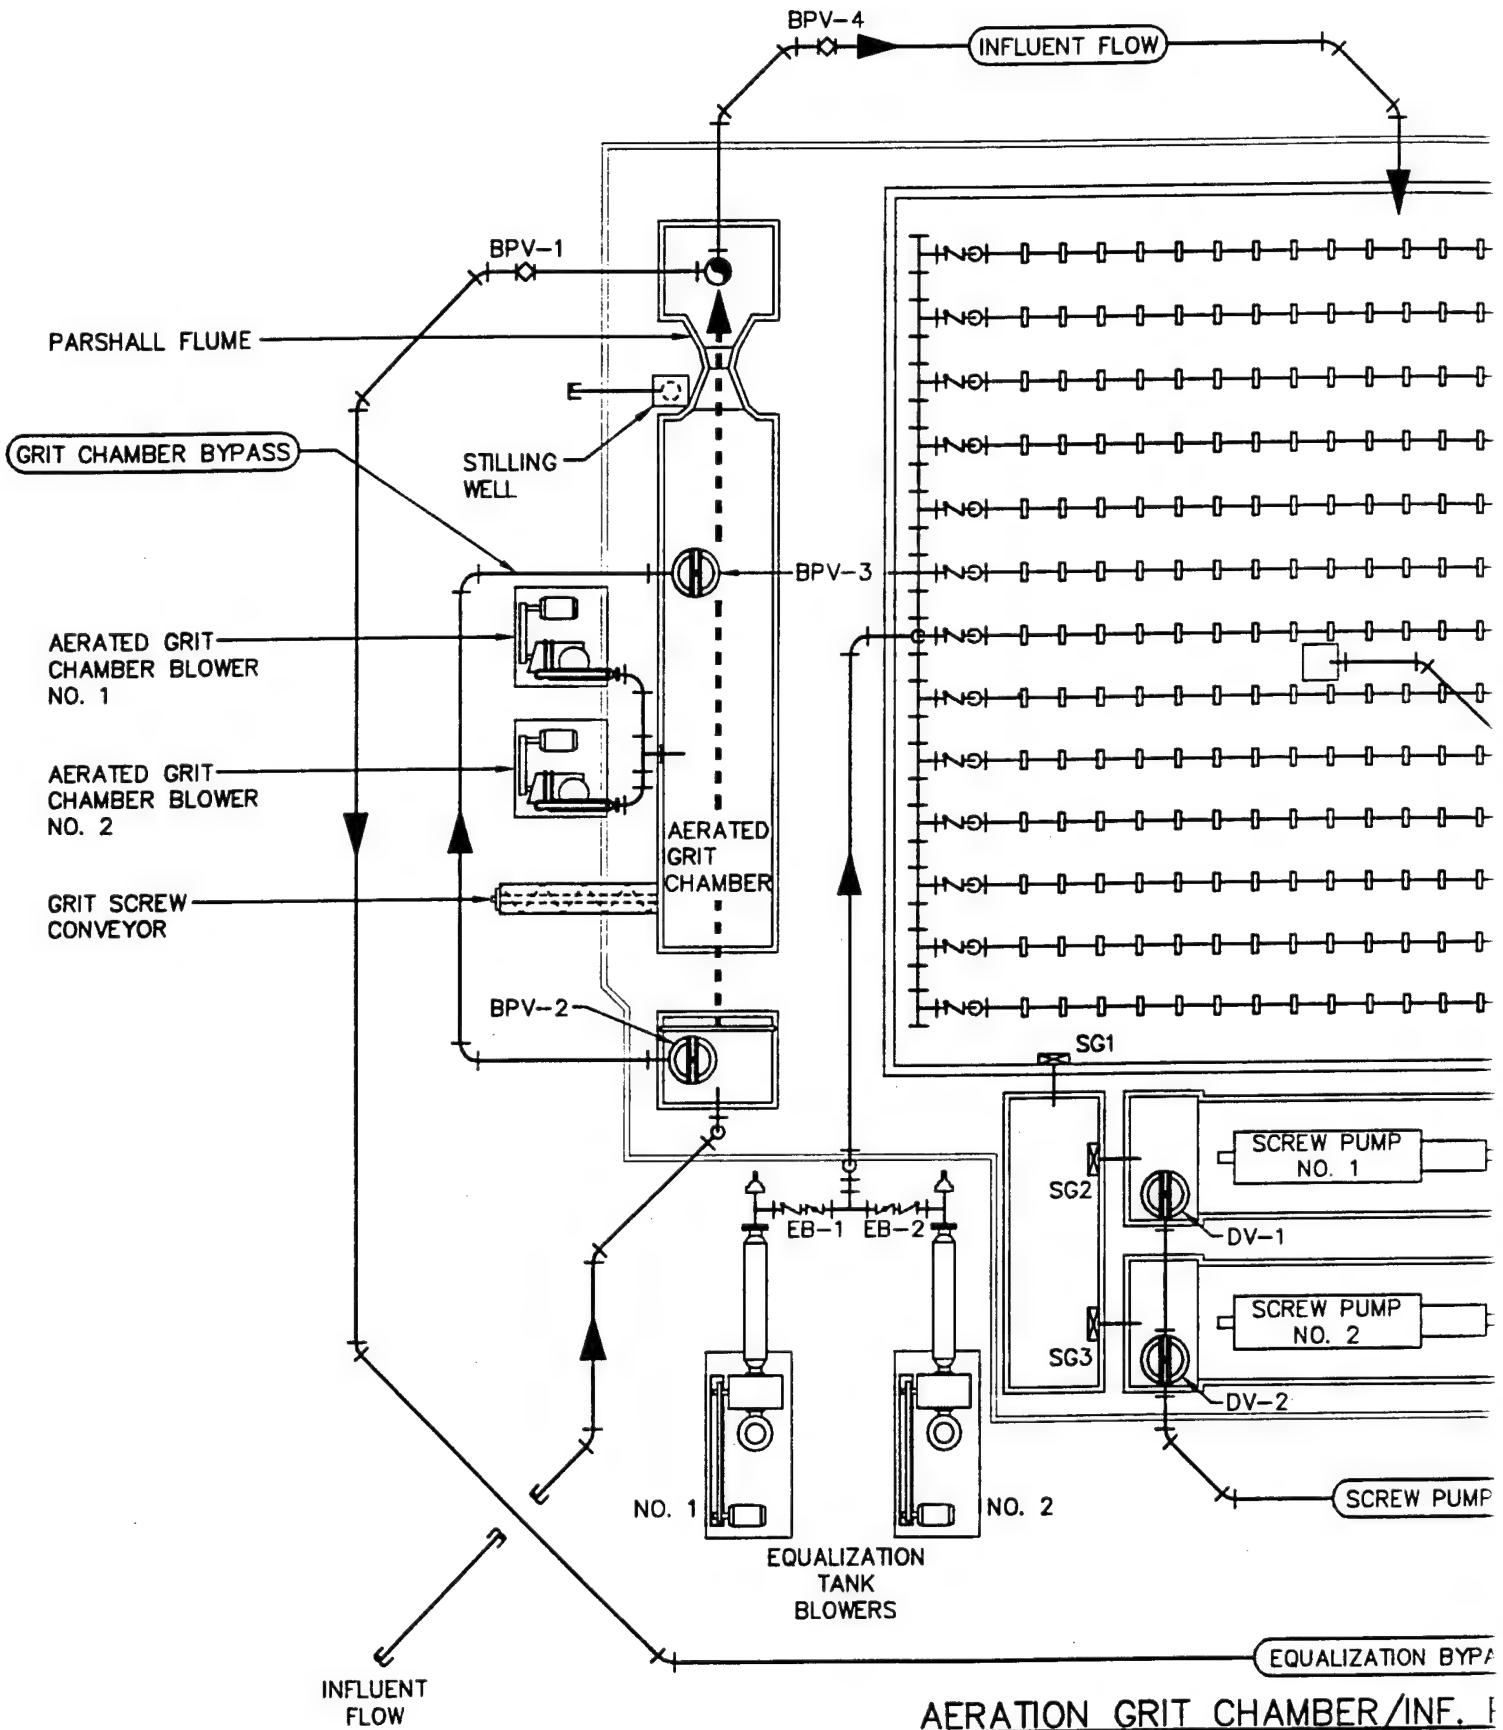 BPV-4
INFLUENT FLOW
BPV-1
PARSHALL FLUME
GRIT CHAMBER BYPASS
STILLING
WELL
BPV-3
AERATED GRIT
CHAMBER BLOWER
NO. 1
AERATED GRIT
CHAMBER BLOWER
NO. 2
AERATED
GRIT
CHAMBER
GRIT SCREW
CONVEYOR
BPV-2
SG1
SCREW PUMP
NO. 1
SG2
EB-1
EB-2
DV-1
SCREW PUMP
NO. 2
SG3
DV-2
SCREW PUMP
NO. 1
NO. 2
EQUALIZATION
TANK
BLOWERS
EQUALIZATION
INFLUENT
FLOW
AERATION GRIT CHAMBER/INF.